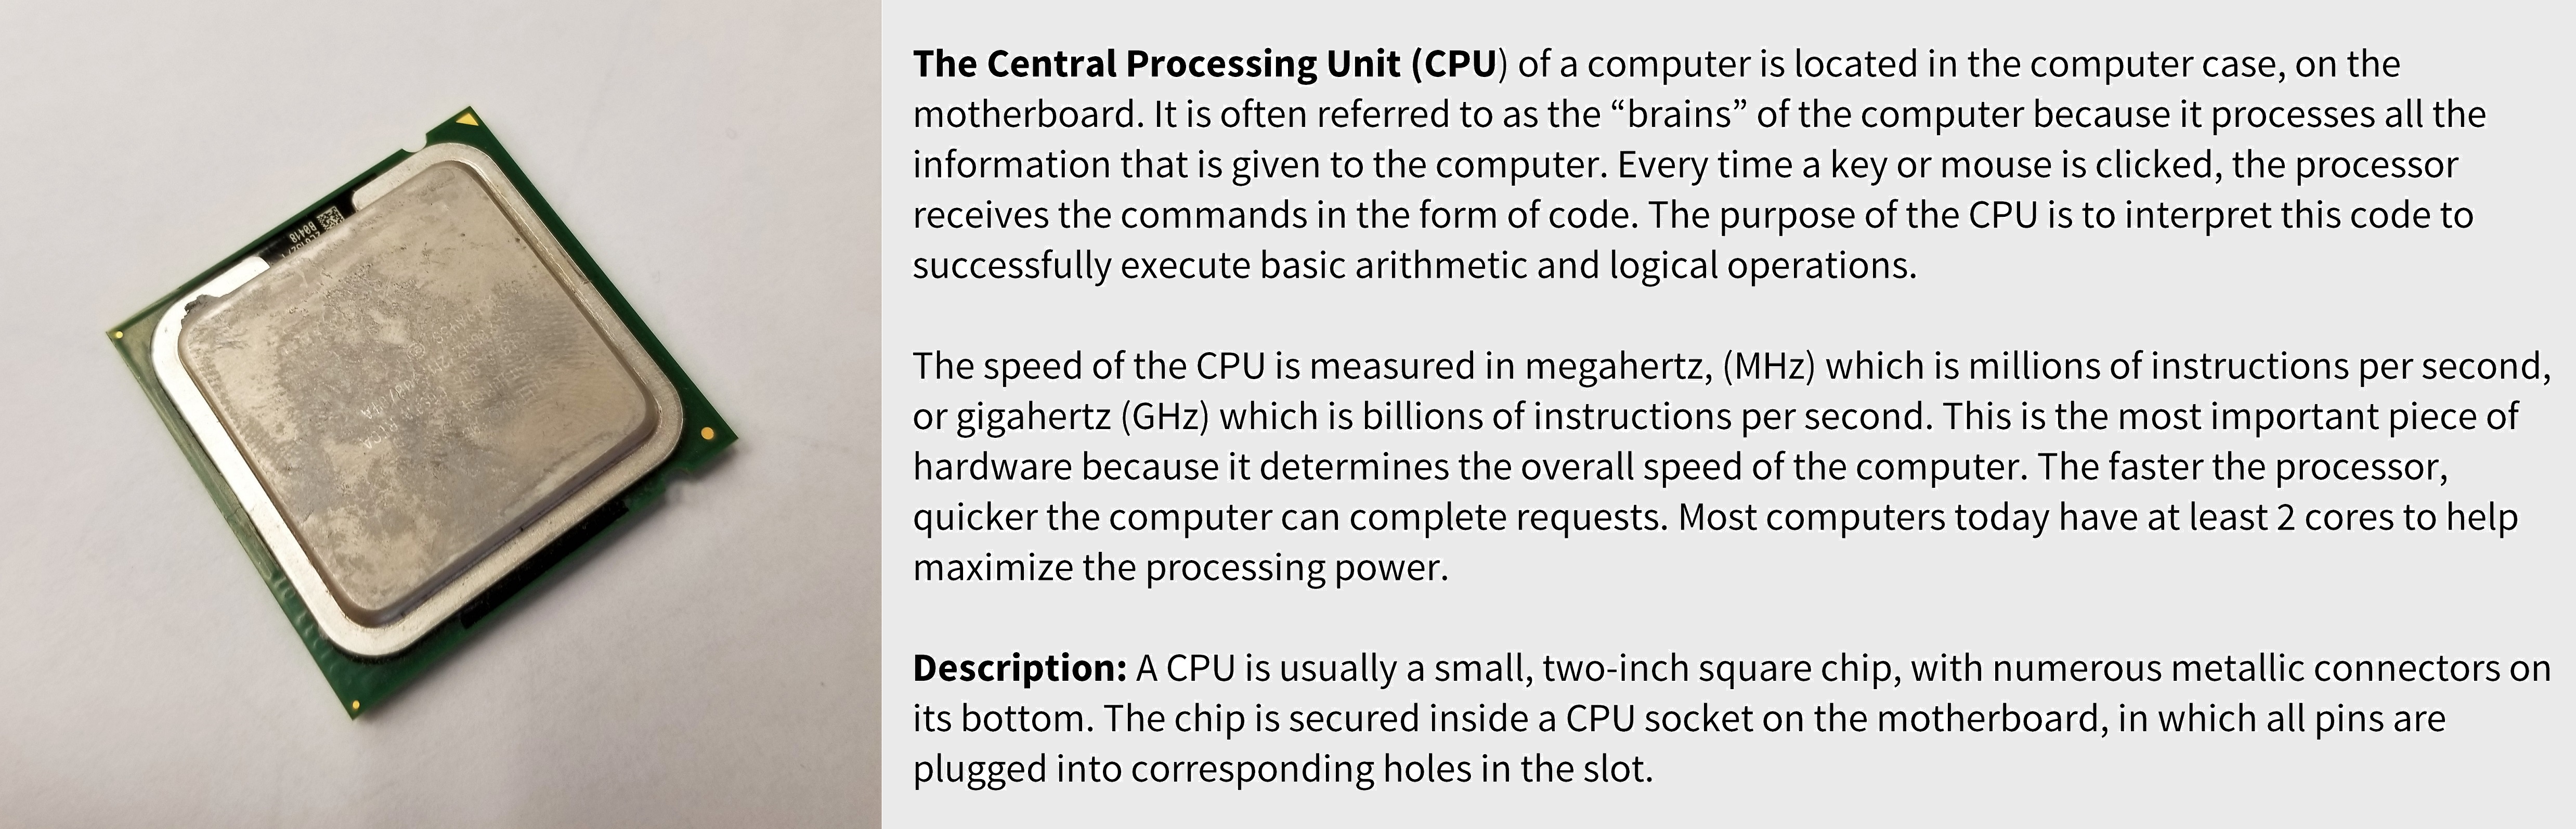 The Central Processing Unit (CPU) of a computer is located in the computer case, on the
motherboard. It is often referred to as the “brains” of the computer because it processes all the
information that is given to the computer. Every time a key or mouse is clicked, the processor
receives the commands in the form of code. The purpose of the CPU is to interpret this code to
successfully execute basic arithmetic and logical operations.
The speed of the CPU is measured in megahertz, (MHz) which is millions of instructions per second,
or gigahertz (GHz) which is billions of instructions per second. This is the most important piece of
hardware because it determines the overall speed of the computer. The faster the processor,
quicker the computer can complete requests. Most computers today have at least 2 cores to help
maximize the processing power.
Description: A CPU is usually a small, two-inch square chip, with numerous metallic connectors on
its bottom. The chip is secured inside a CPU socket on the motherboard, in which all pins are
plugged into corresponding holes in the slot.